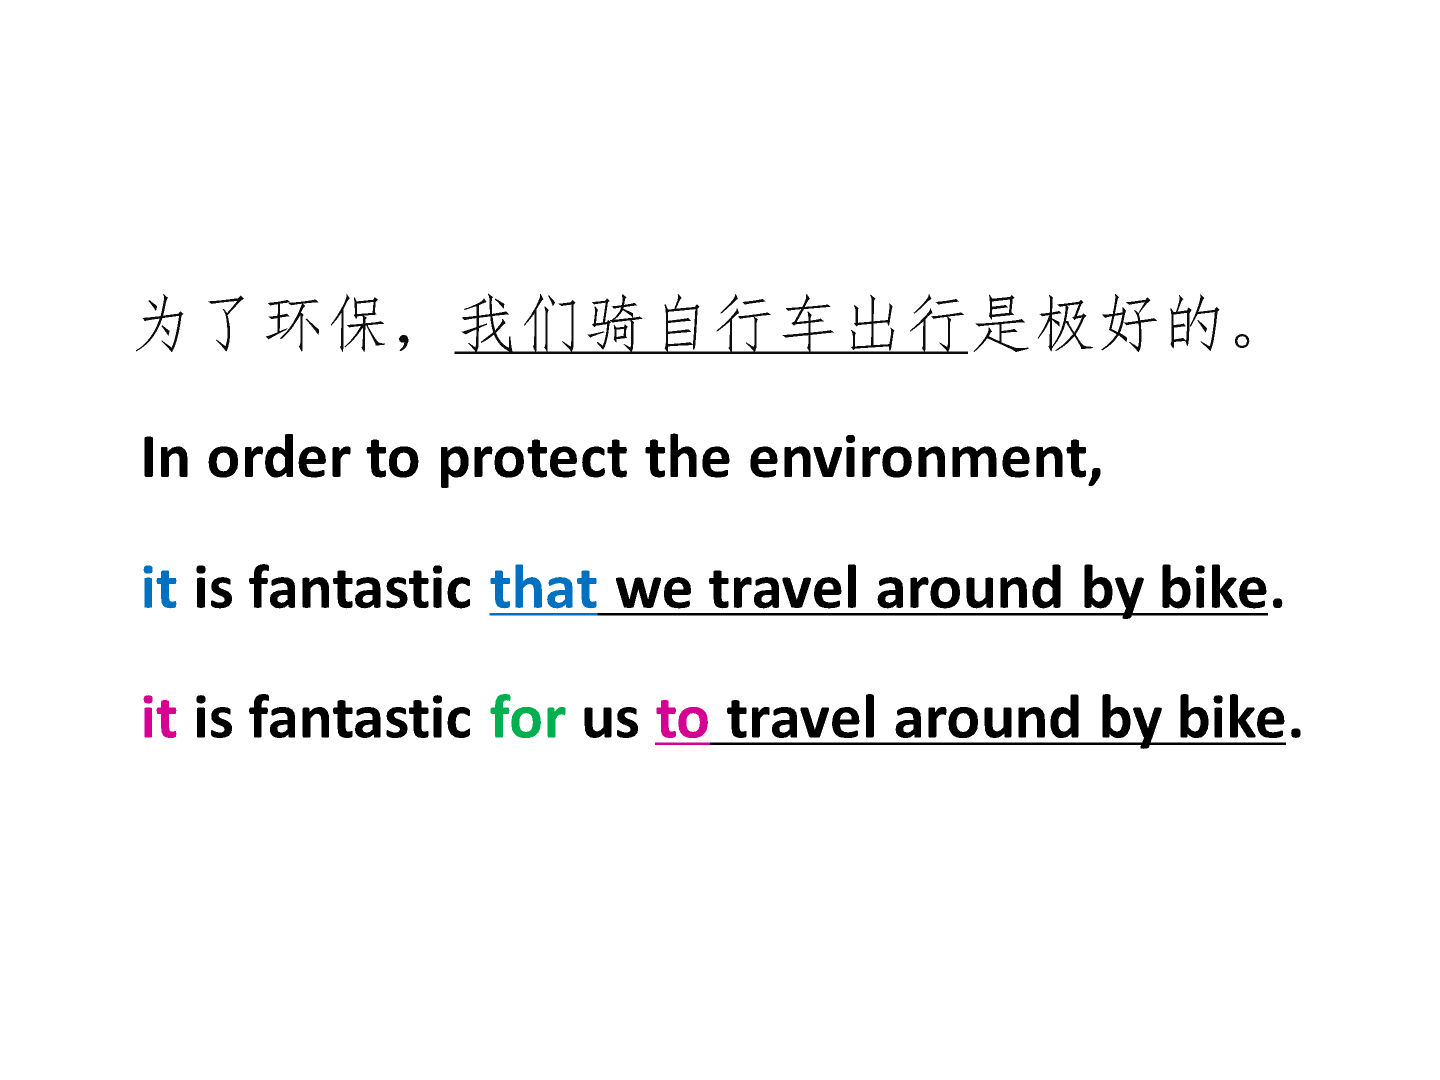 为了环保，我们骑自行车出行是极好的。
In order to protect the environment,
it is fantastic that we travel around by bike.
it is fantastic for us to travel around by bike.